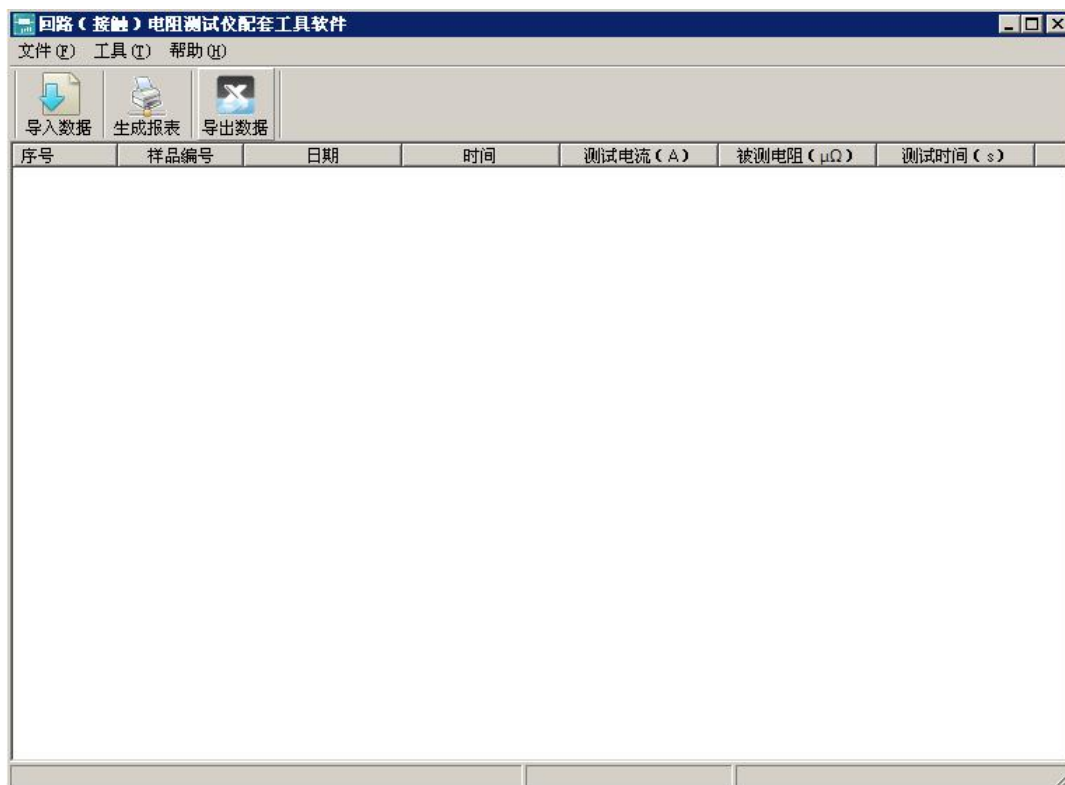 回路（接触）电阻测试仪配套工具软件
文件(F) 工具(T) 帮助(H)
导入数据 生成报表 导出数据
序号 样品编号 日期 时间 测试电流（A） 被测电阻（μΩ） 测试时间（s）